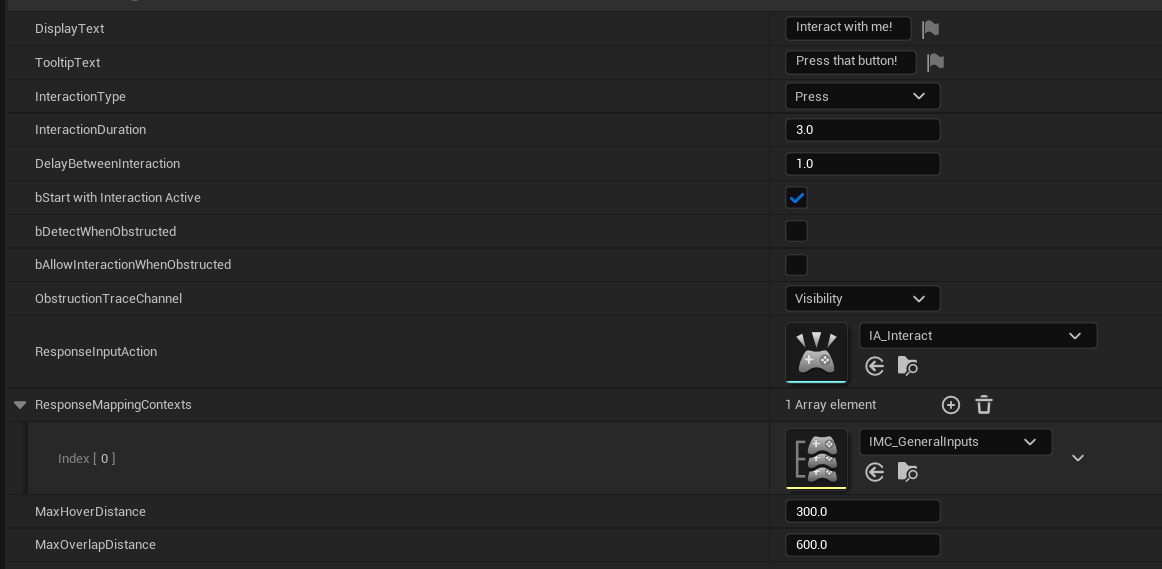 DisplayText
Interact with me!
TooltipText
Press that button!
InteractionType
Press
InteractionDuration
3.0
DelayBetweenInteraction
1.0
bStart with Interaction Active
bDetectWhenObstructed
bAllowInteractionWhenObstructed
ObstructionTraceChannel
Visibility
ResponseInputAction
IA_Interact
ResponseMappingContexts
1 Array element
Index [ 0 ]
IMC_GeneralInputs
MaxHoverDistance
300.0
MaxOverlapDistance
600.0